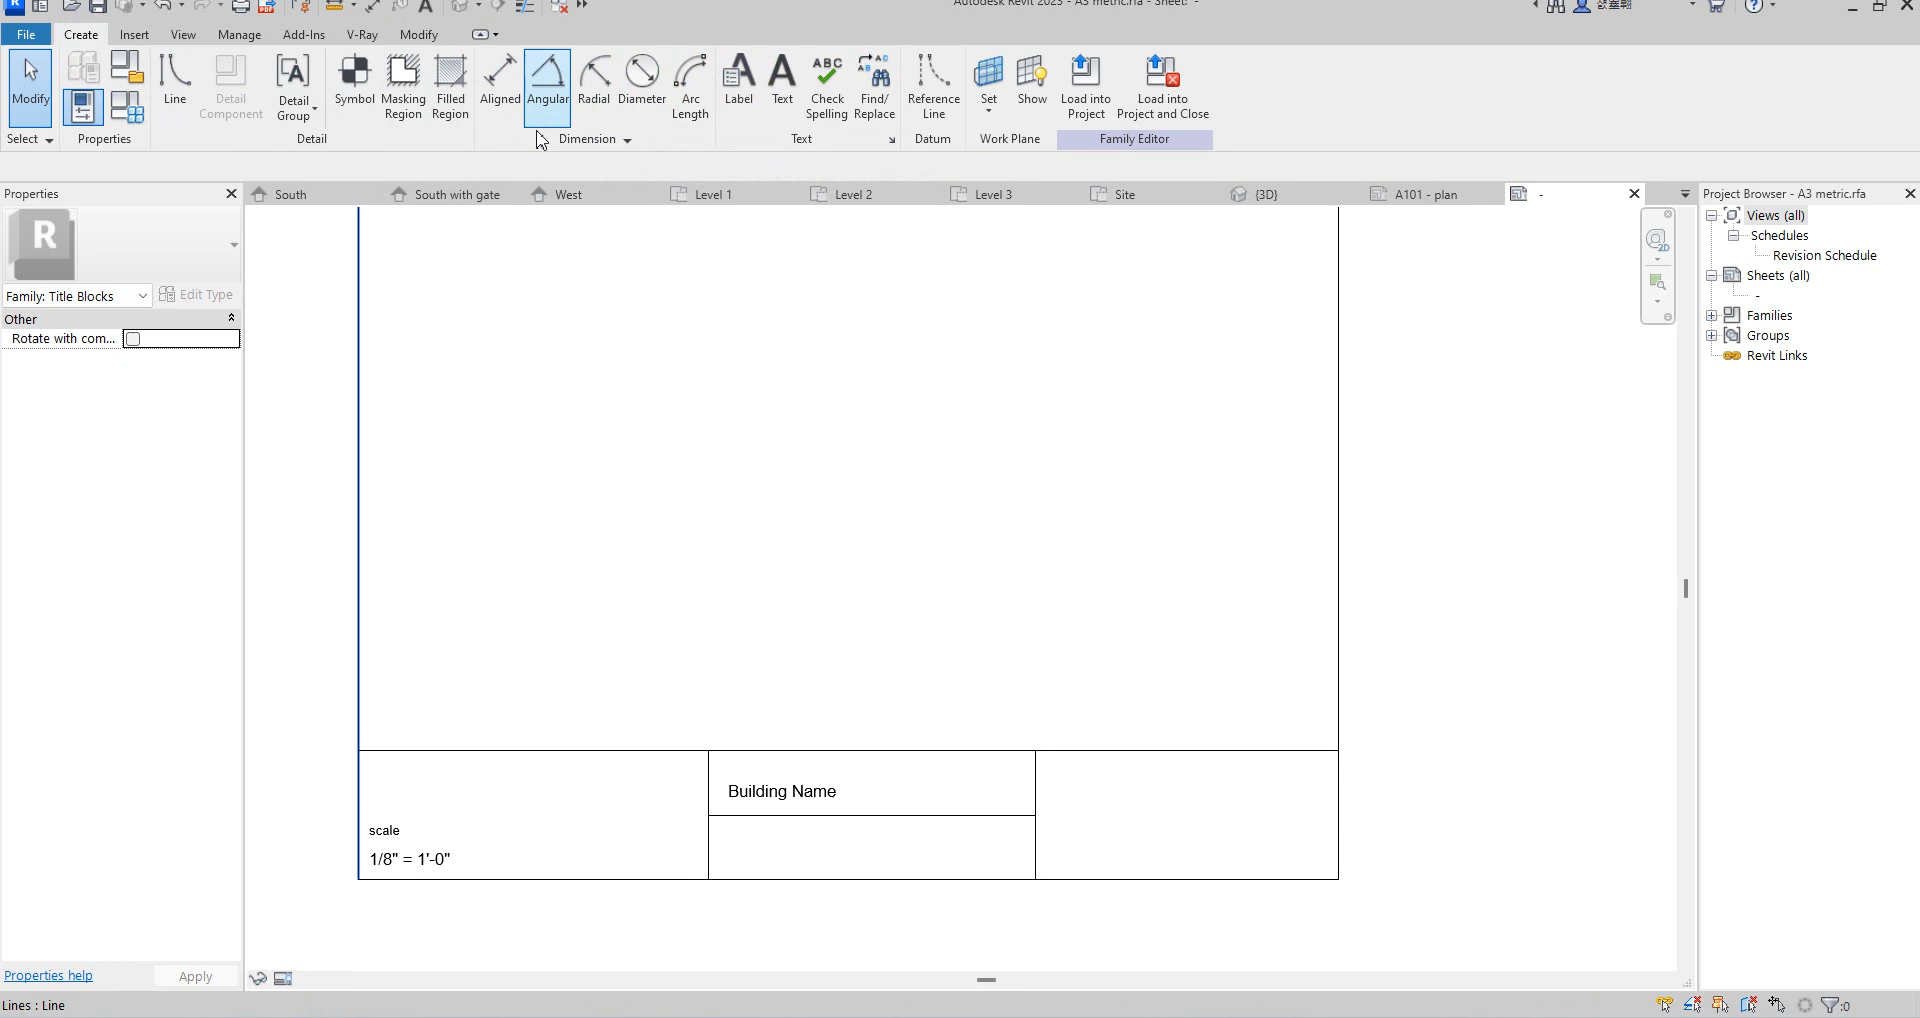 Autodesk Revit 2023 - A3 metric.rfa - Sheet: -
File Create Insert View Manage Add-Ins V-Ray Modify
Modify Line Detail Component Detail Group Symbol Masking Region Filled Region Aligned Angular Radial Diameter Arc Length Label Text Check Spelling Find/ Replace Reference Line Set Show Load into Project Load into Project and Close
Select Properties Detail Dimension Text Datum Work Plane Family Editor
Properties
South South with gate West Level 1 Level 2 Level 3 Site {3D} A101 - plan -
Project Browser - A3 metric.rfa
Family: Title Blocks Edit Type
Other
Rotate with com...
Views (all)
Schedules
Revision Schedule
Sheets (all)
-
Families
Groups
Revit Links
Building Name
scale
1/8" = 1'-0"
Properties help Apply
Lines : Line
:0